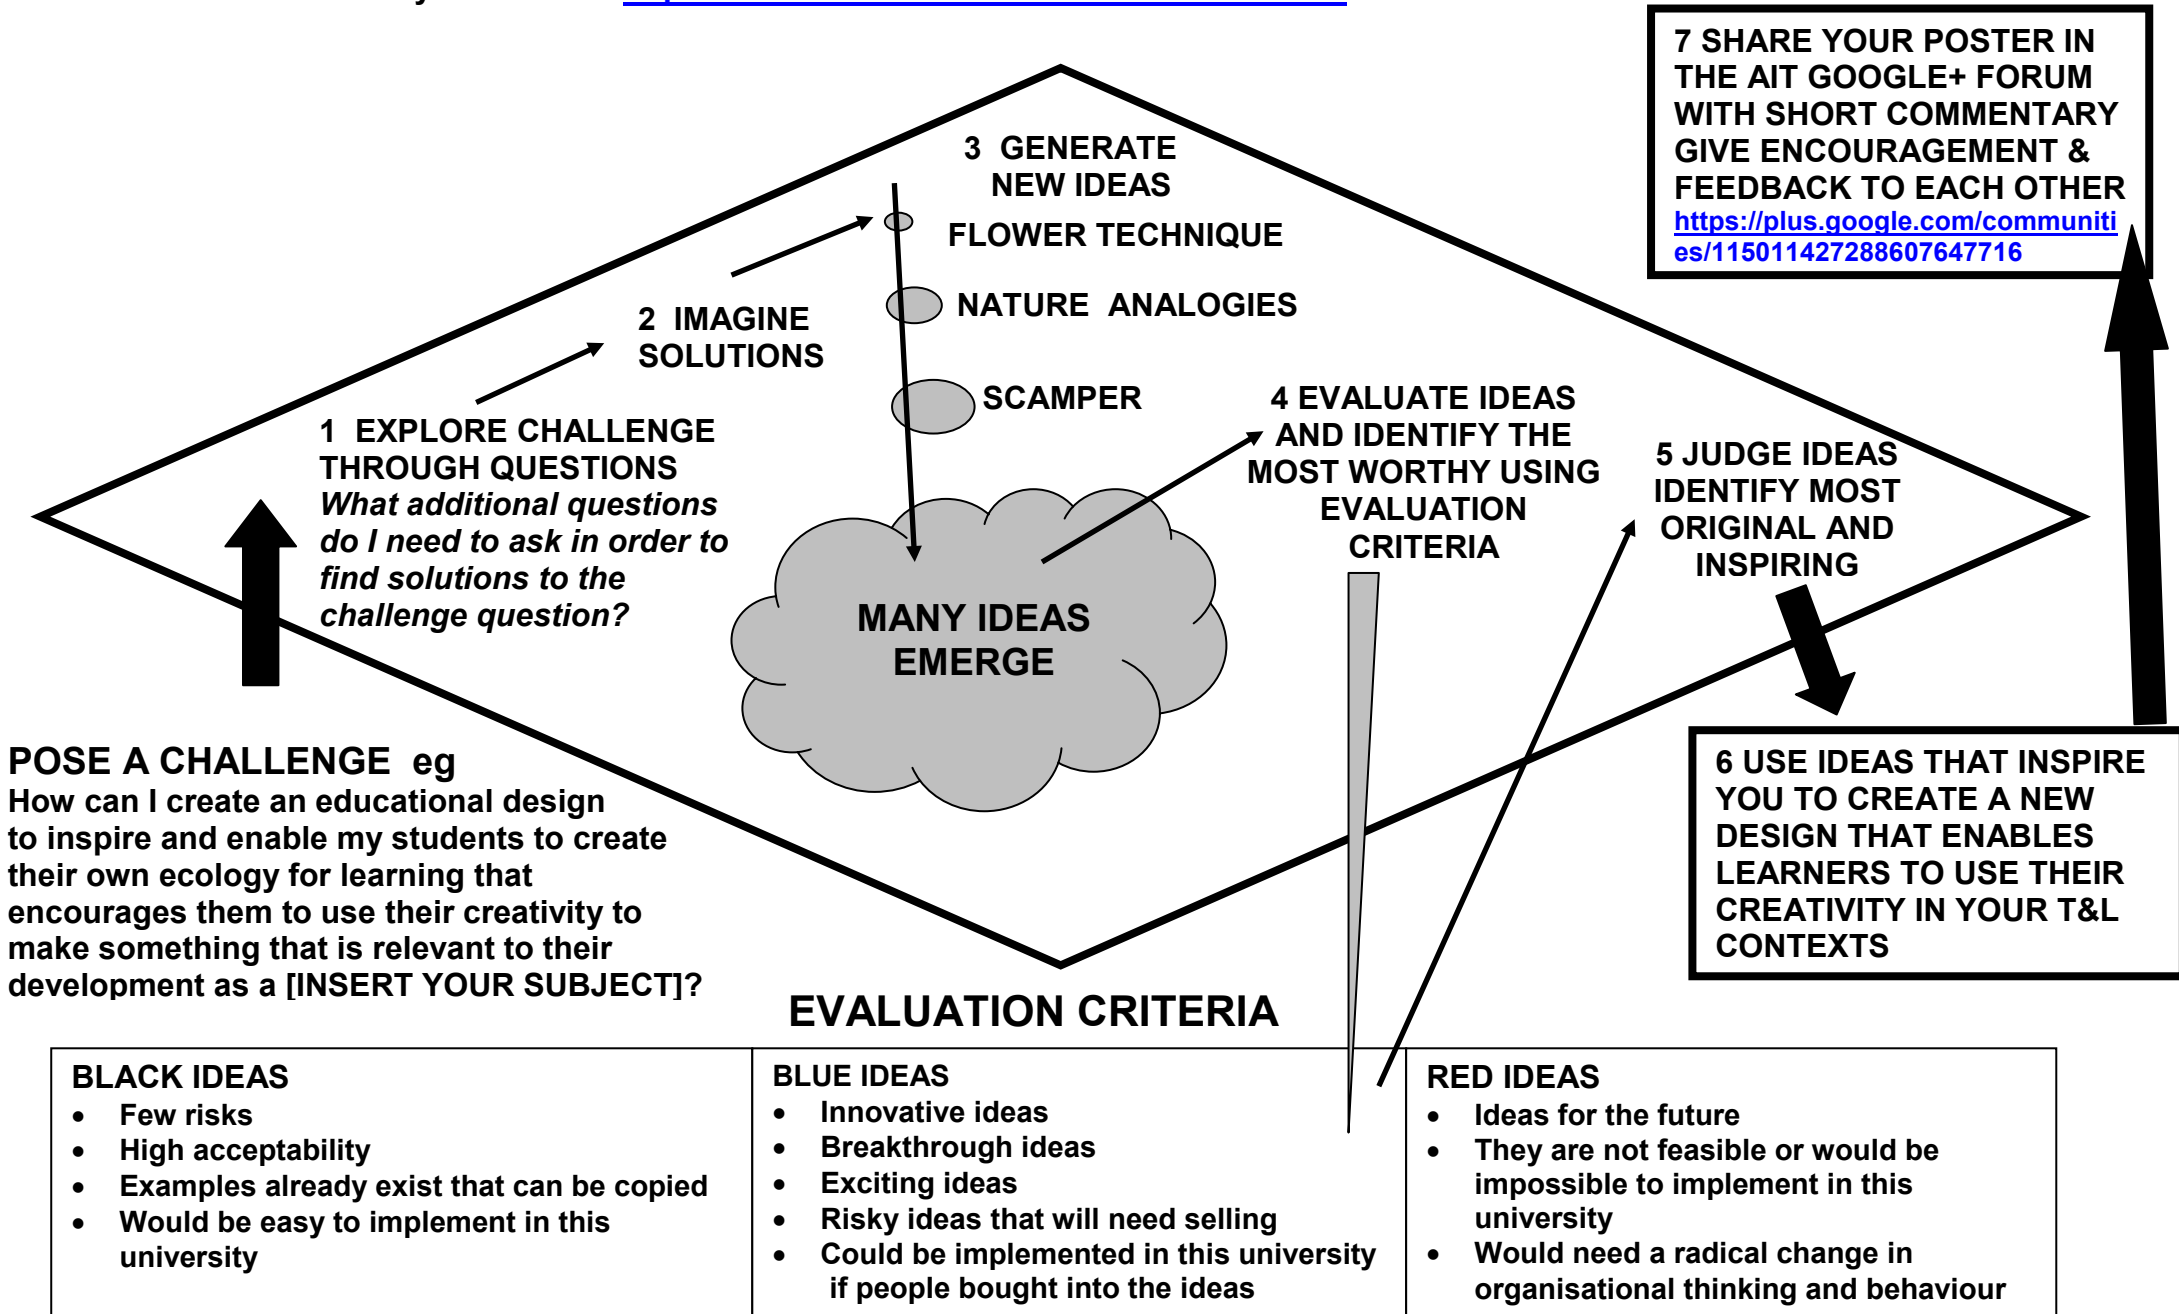 7 SHARE YOUR POSTER IN
THE AIT GOOGLE+ FORUM
WITH SHORT COMMENTARY
GIVE ENCOURAGEMENT &
FEEDBACK TO EACH OTHER
https://plus.google.com/communiti
es/115011427288607647716
3 GENERATE
NEW IDEAS
FLOWER TECHNIQUE
NATURE ANALOGIES
SCAMPER
2 IMAGINE
SOLUTIONS
1 EXPLORE CHALLENGE
THROUGH QUESTIONS
What additional questions
do I need to ask in order to
find solutions to the
challenge question?
MANY IDEAS
EMERGE
4 EVALUATE IDEAS
AND IDENTIFY THE
MOST WORTHY USING
EVALUATION
CRITERIA
5 JUDGE IDEAS
IDENTIFY MOST
ORIGINAL AND
INSPIRING
POSE A CHALLENGE eg
How can I create an educational design
to inspire and enable my students to create
their own ecology for learning that
encourages them to use their creativity to
make something that is relevant to their
development as a [INSERT YOUR SUBJECT]?
6 USE IDEAS THAT INSPIRE
YOU TO CREATE A NEW
DESIGN THAT ENABLES
LEARNERS TO USE THEIR
CREATIVITY IN YOUR T&L
CONTEXTS
EVALUATION CRITERIA
BLACK IDEAS
• Few risks
• High acceptability
• Examples already exist that can be copied
• Would be easy to implement in this
university
BLUE IDEAS
• Innovative ideas
• Breakthrough ideas
• Exciting ideas
• Risky ideas that will need selling
• Could be implemented in this university
if people bought into the ideas
RED IDEAS
• Ideas for the future
• They are not feasible or would be
impossible to implement in this
university
• Would need a radical change in
organisational thinking and behaviour